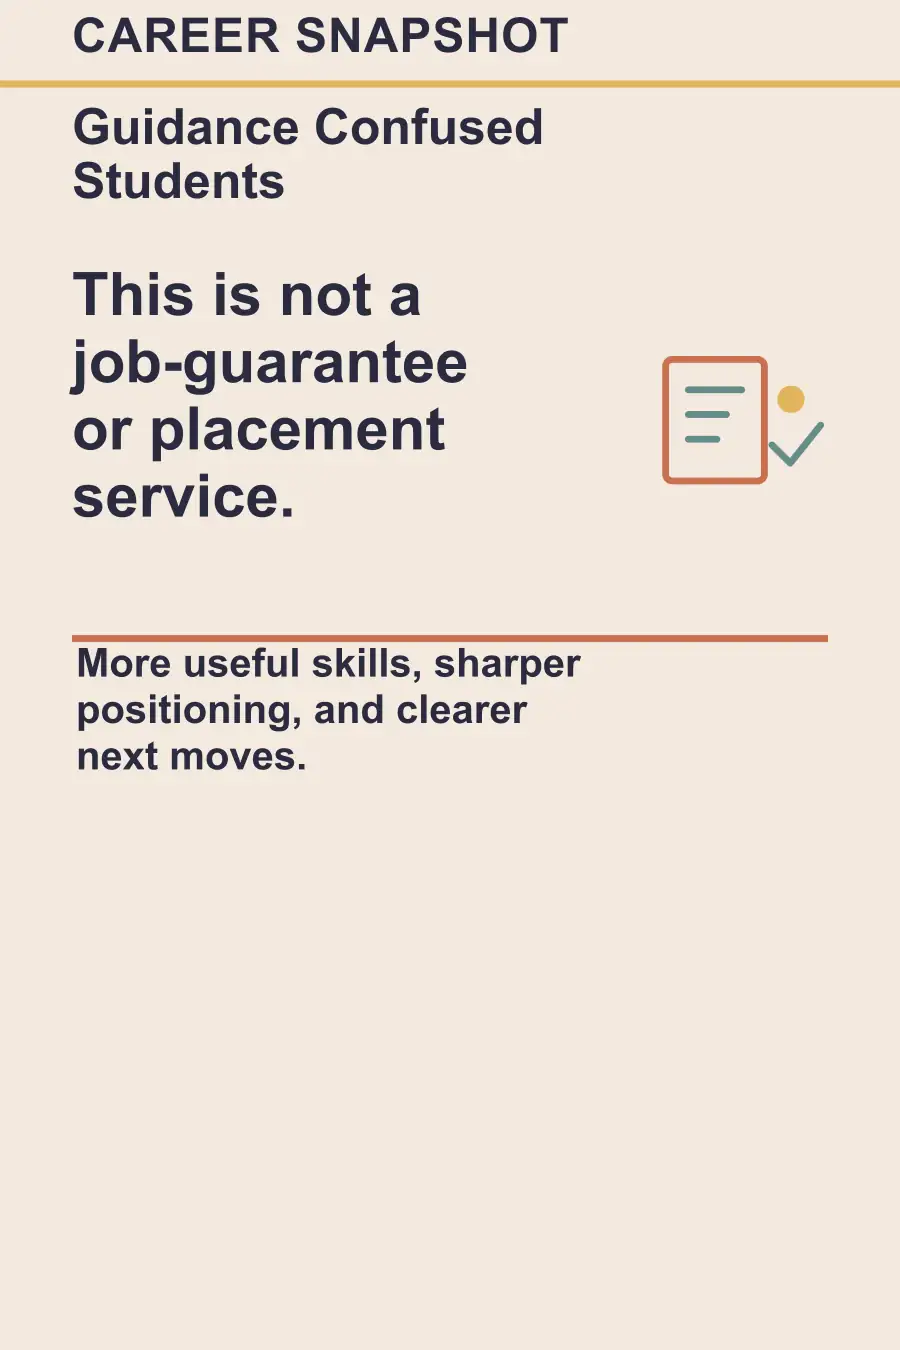 CAREER SNAPSHOT
Guidance Confused
Students
This is not a
job-guarantee
or placement
service.
More useful skills, sharper
positioning, and clearer
next moves.